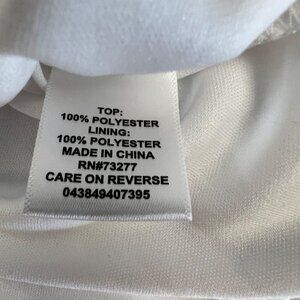 TOP:
100% POLYESTER
LINING:
100% POLYESTER
MADE IN CHINA
RN#73277
CARE ON REVERSE
043849407395